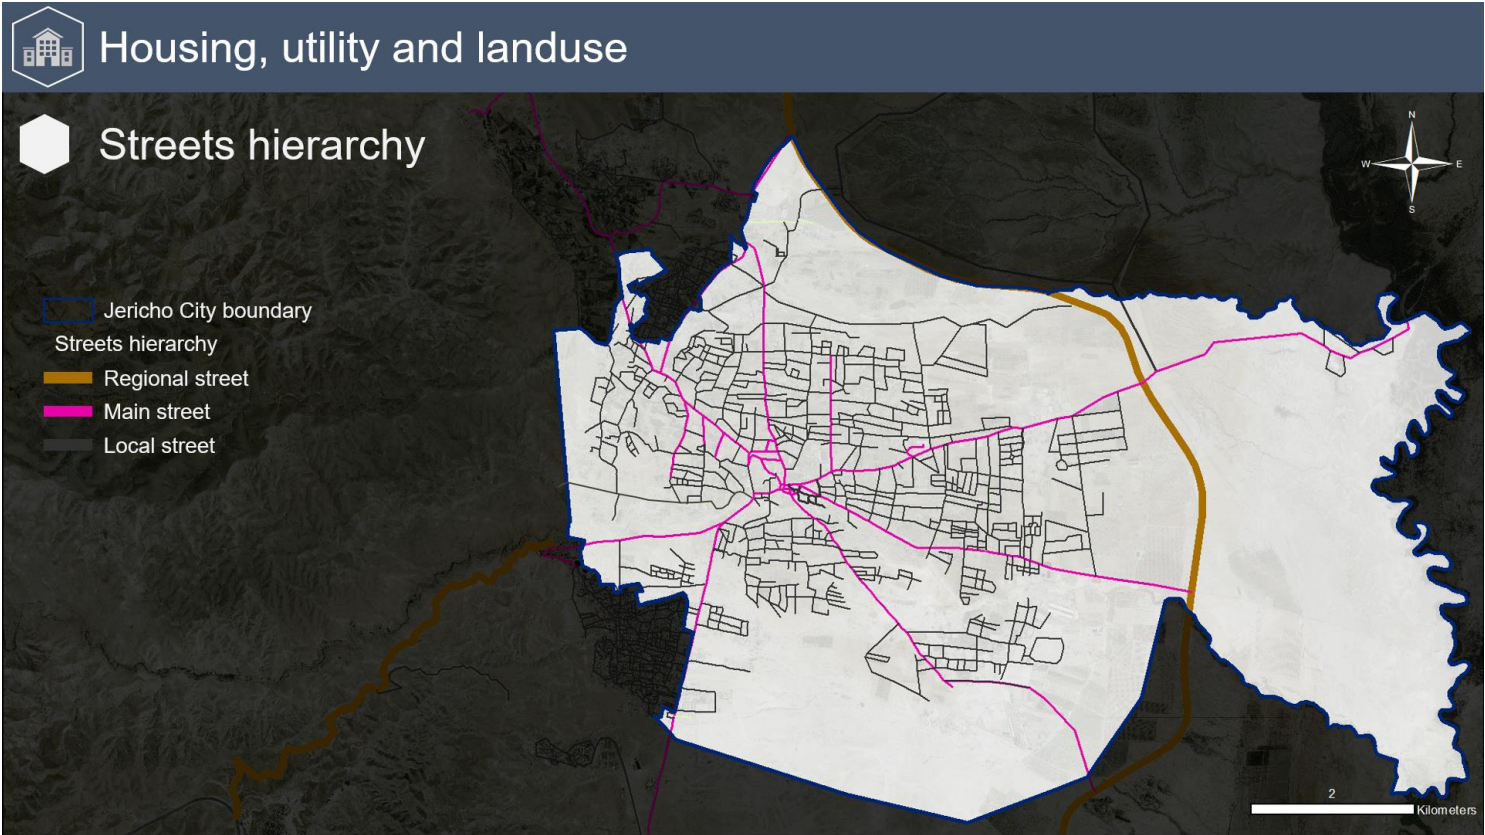 Housing, utility and landuse
Streets hierarchy
N
W E
S
Jericho City boundary
Streets hierarchy
Regional street
Main street
Local street
2
Kilometers